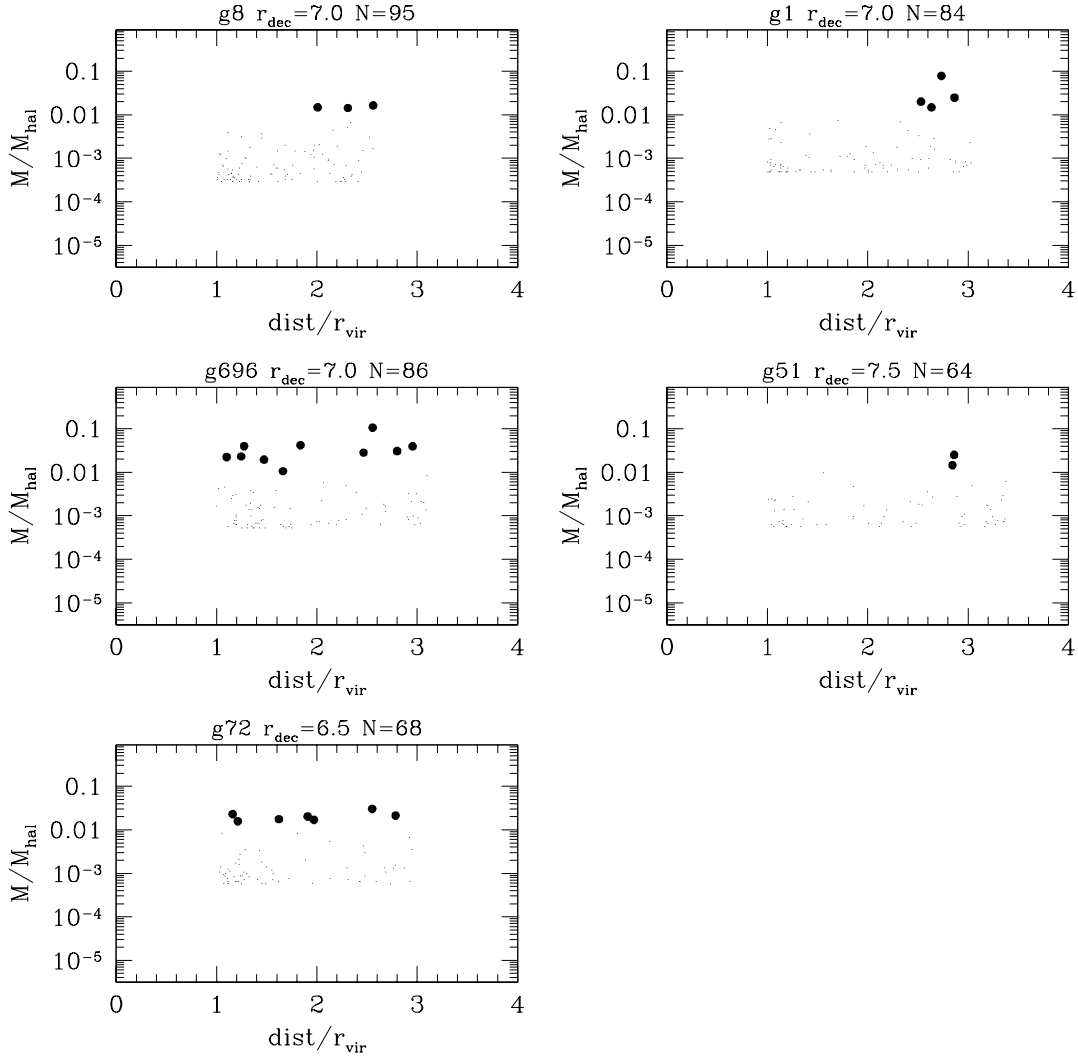 g8 r_dec=7.0 N=95
M/M_hal
0.1
0.01
10⁻³
10⁻⁴
10⁻⁵
0 1 2 3 4
dist/r_vir
g1 r_dec=7.0 N=84
M/M_hal
0.1
0.01
10⁻³
10⁻⁴
10⁻⁵
0 1 2 3 4
dist/r_vir
g696 r_dec=7.0 N=86
M/M_hal
0.1
0.01
10⁻³
10⁻⁴
10⁻⁵
0 1 2 3 4
dist/r_vir
g51 r_dec=7.5 N=64
M/M_hal
0.1
0.01
10⁻³
10⁻⁴
10⁻⁵
0 1 2 3 4
dist/r_vir
g72 r_dec=6.5 N=68
M/M_hal
0.1
0.01
10⁻³
10⁻⁴
10⁻⁵
0 1 2 3 4
dist/r_vir